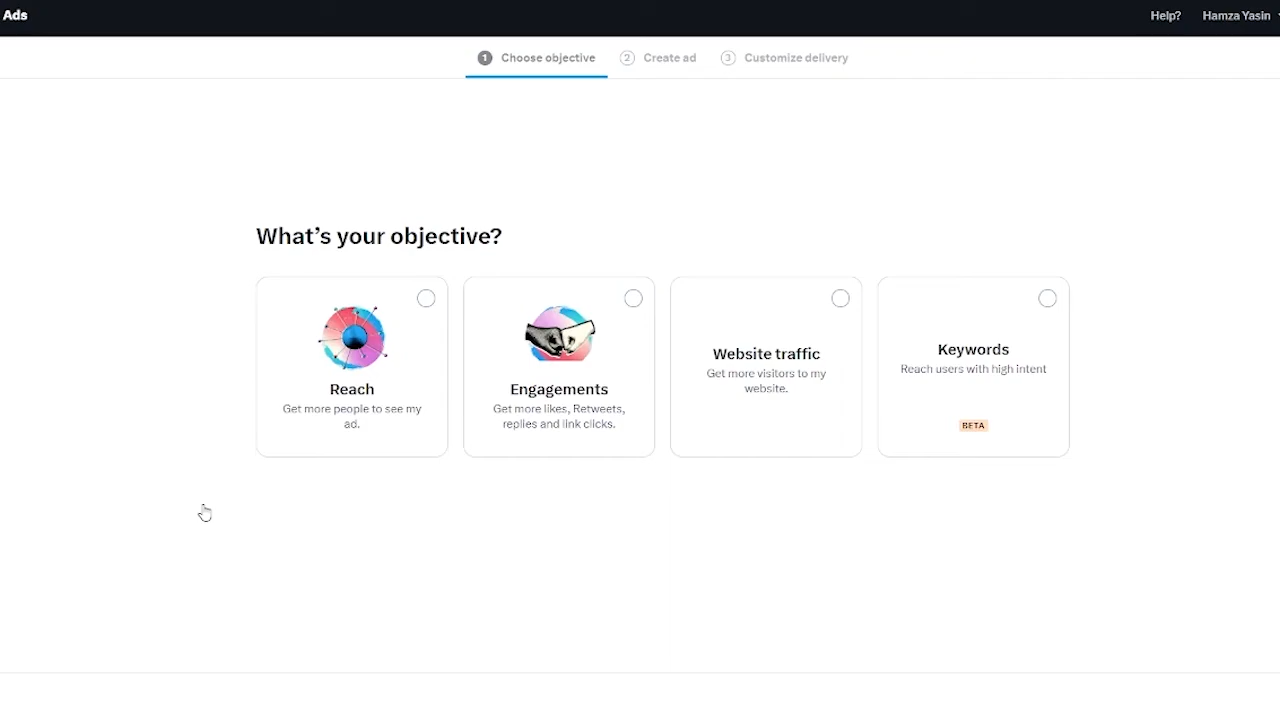 Ads
Help?
Hamza Yasin
1 Choose objective
2 Create ad
3 Customize delivery
What's your objective?
Reach
Get more people to see my
ad.
Engagements
Get more likes, Retweets,
replies and link clicks.
Website traffic
Get more visitors to my
website.
Keywords
Reach users with high intent
BETA